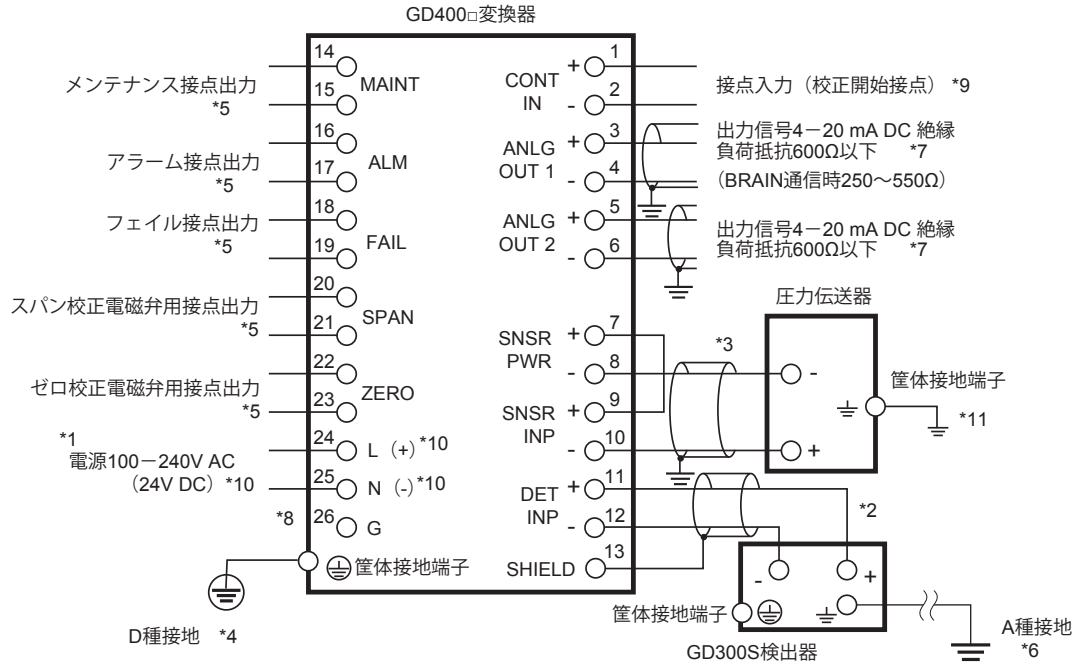 GD400□変換器
14
15
MAINT
メンテナンス接点出力
*5
16
17
ALM
アラーム接点出力
*5
18
19
FAIL
フェイル接点出力
*5
20
21
SPAN
スパン校正電磁弁用接点出力
*5
22
23
ZERO
ゼロ校正電磁弁用接点出力
*5
*1
電源100－240V AC
（24V DC）*10
24
L（+）*10
25
N（-）*10
*8
26
G
筐体接地端子
D種接地 *4
CONT
IN
+
1
-
2
接点入力（校正開始接点） *9
ANLG
OUT 1
+
3
-
4
出力信号4－20 mA DC 絶縁
負荷抵抗600Ω以下 *7
（BRAIN通信時250～550Ω）
ANLG
OUT 2
+
5
-
6
出力信号4－20 mA DC 絶縁
負荷抵抗600Ω以下 *7
SNSR
PWR
+
7
-
8
SNSR
INP
+
9
-
10
*3
圧力伝送器
-
+
筐体接地端子
*11
DET
INP
+
11
-
12
SHIELD
13
*2
-
+
筐体接地端子
GD300S検出器
A種接地
*6